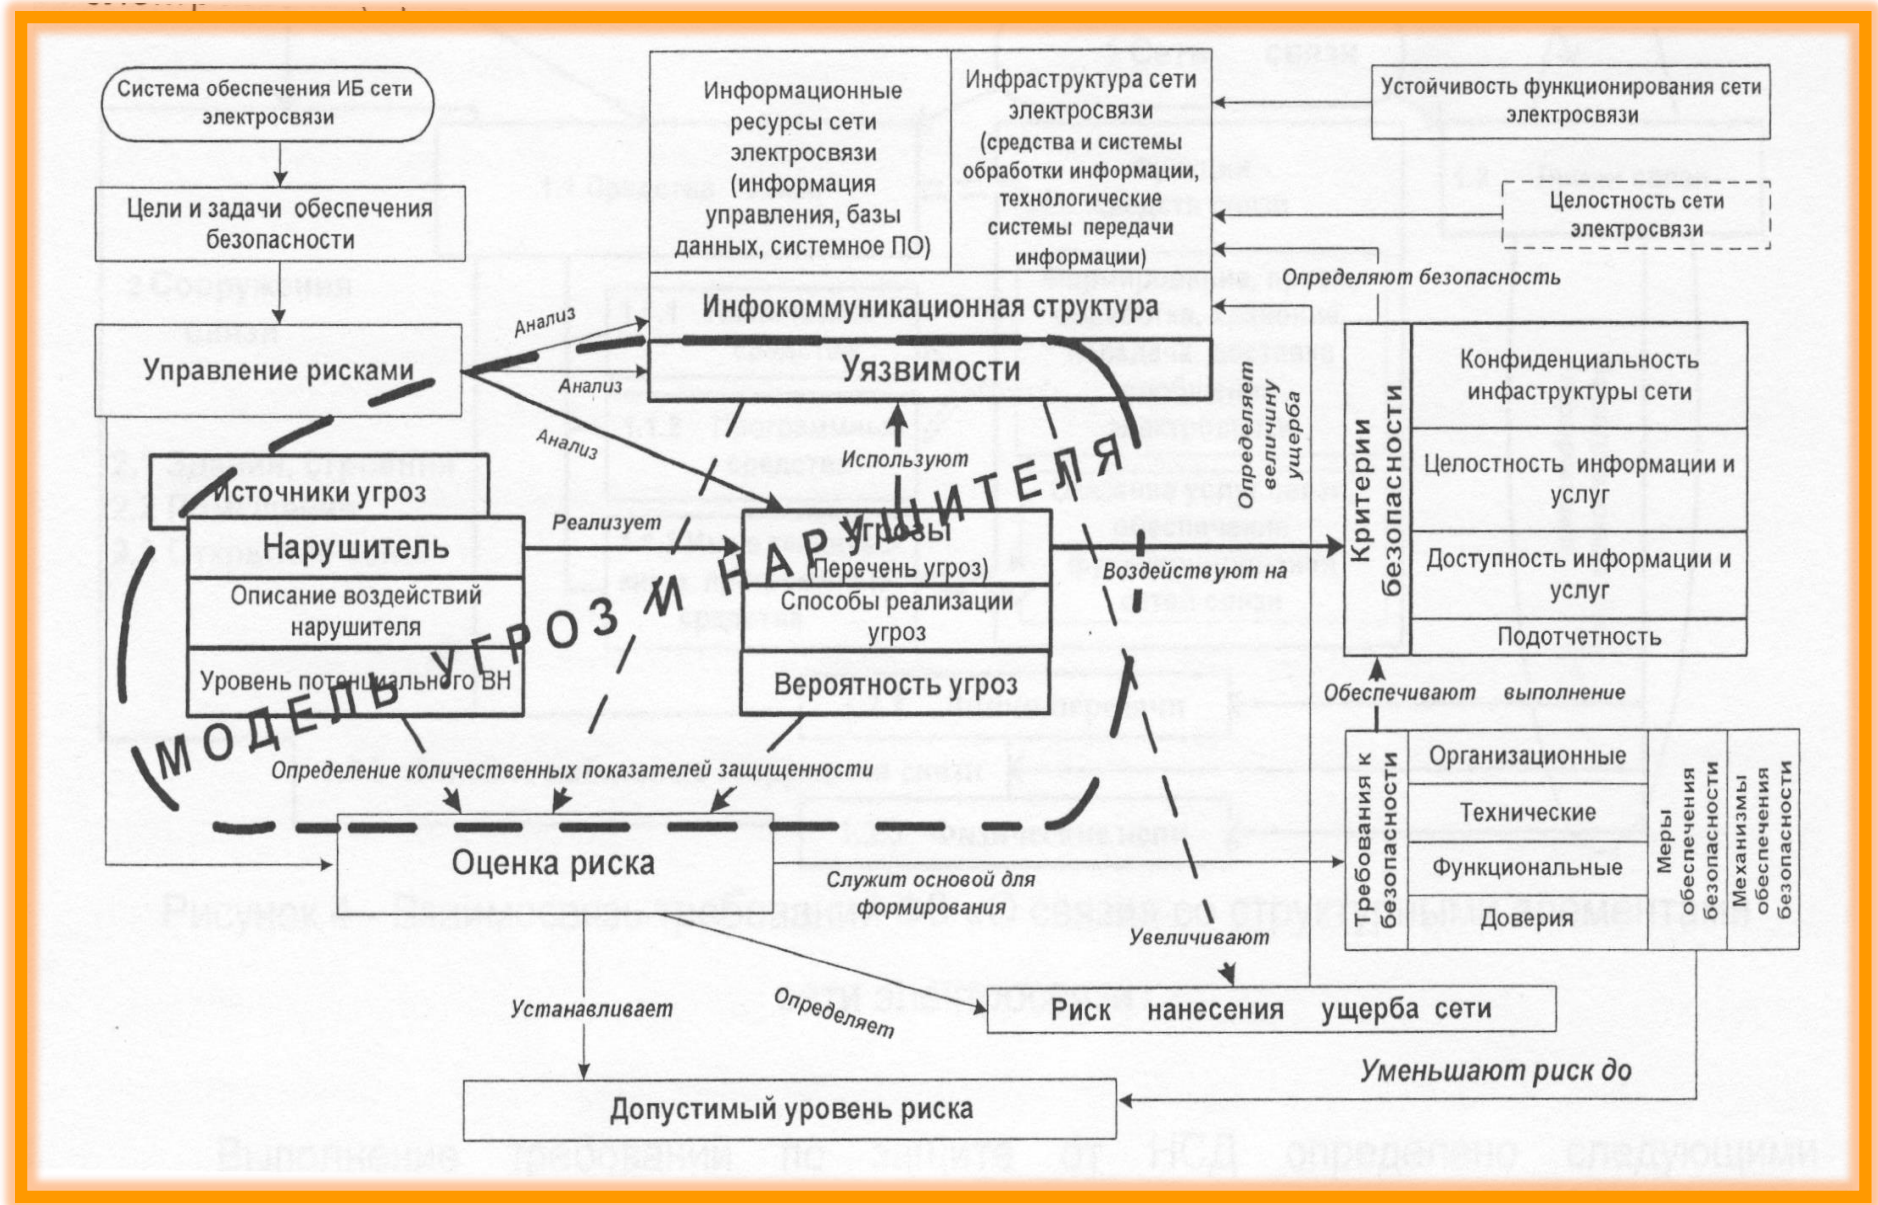 Система обеспечения ИБ сети
электросвязи
Цели и задачи обеспечения
безопасности
Управление рисками
Информационные
ресурсы сети
электросвязи
(информация
управления, базы
данных, системное ПО)
Инфраструктура сети
электросвязи
(средства и системы
обработки информации,
технологические
системы передачи
информации)
Инфокоммуникационная структура
Уязвимости
Устойчивость функционирования сети
электросвязи
Целостность сети
электросвязи
Определяют безопасность
Анализ
Анализ
Анализ
Используют
Определяет
величину
ущерба
Источники угроз
Нарушитель
Описание воздействий
нарушителя
Уровень потенциального ВН
Реализует
Угрозы
(Перечень угроз)
Способы реализации
угроз
Вероятность угроз
МОДЕЛЬ УГРОЗ И НАРУШИТЕЛЯ
Воздействуют на
Критерии
безопасности
Конфиденциальность
инфаструктуры сети
Целостность информации и
услуг
Доступность информации и
услуг
Подотчетность
Обеспечивают выполнение
Требования к
безопасности
Организационные
Технические
Функциональные
Доверия
Меры
обеспечения
безопасности
Механизмы
обеспечения
безопасности
Определение количественных показателей защищенности
Оценка риска
Служит основой для
формирования
Увеличивают
Устанавливает
Определяет
Риск нанесения ущерба сети
Уменьшают риск до
Допустимый уровень риска